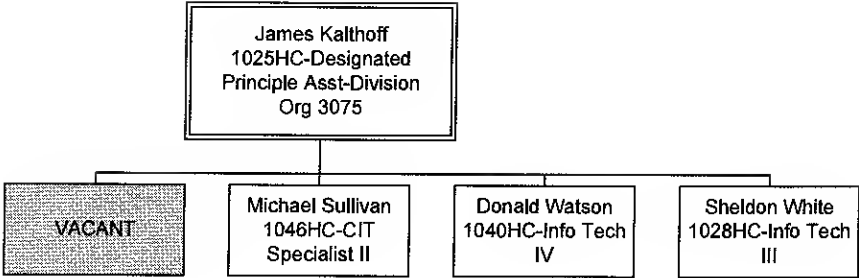 James Kalthoff
1025HC-Designated
Principle Asst-Division
Org 3075
VACANT
Michael Sullivan
1046HC-CIT
Specialist II
Donald Watson
1040HC-Info Tech
IV
Sheldon White
1028HC-Info Tech
III